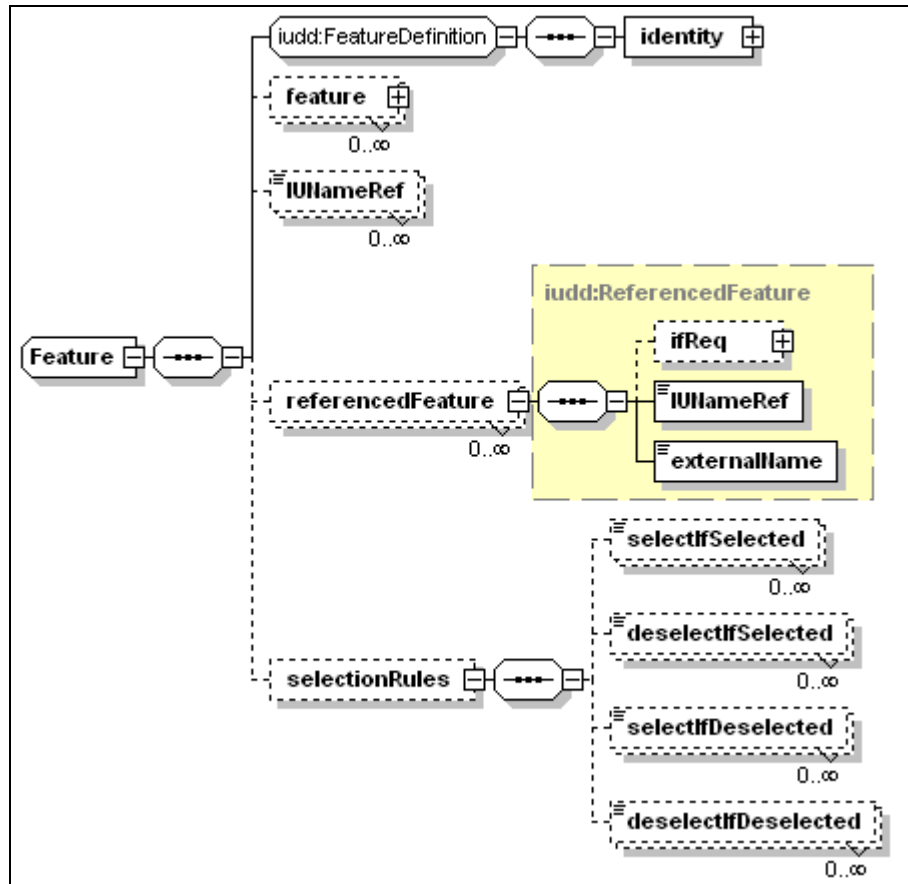 iudd:FeatureDefinition
identity
feature
0..∞
IUNameRef
0..∞
iudd:ReferencedFeature
ifReq
Feature
referencedFeature
0..∞
IUNameRef
externalName
selectIfSelected
0..∞
deselectIfSelected
0..∞
selectionRules
selectIfDeselected
0..∞
deselectIfDeselected
0..∞